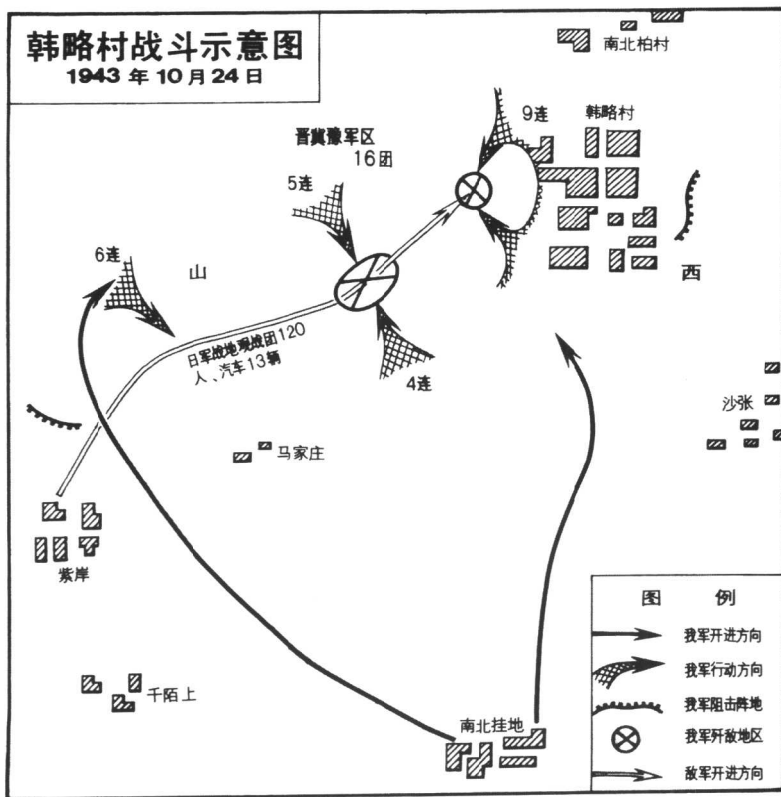 韩略村战斗示意图
1943年10月24日
南北柏村
9连
韩略村
晋冀豫军区
16团
5连
6连
山
西
日军战地观战团120
人、汽车13辆
4连
沙张
马家庄
紫岸
千陌上
南北挂地
图 例
我军开进方向
我军行动方向
我军阻击阵地
我军歼敌地区
敌军开进方向